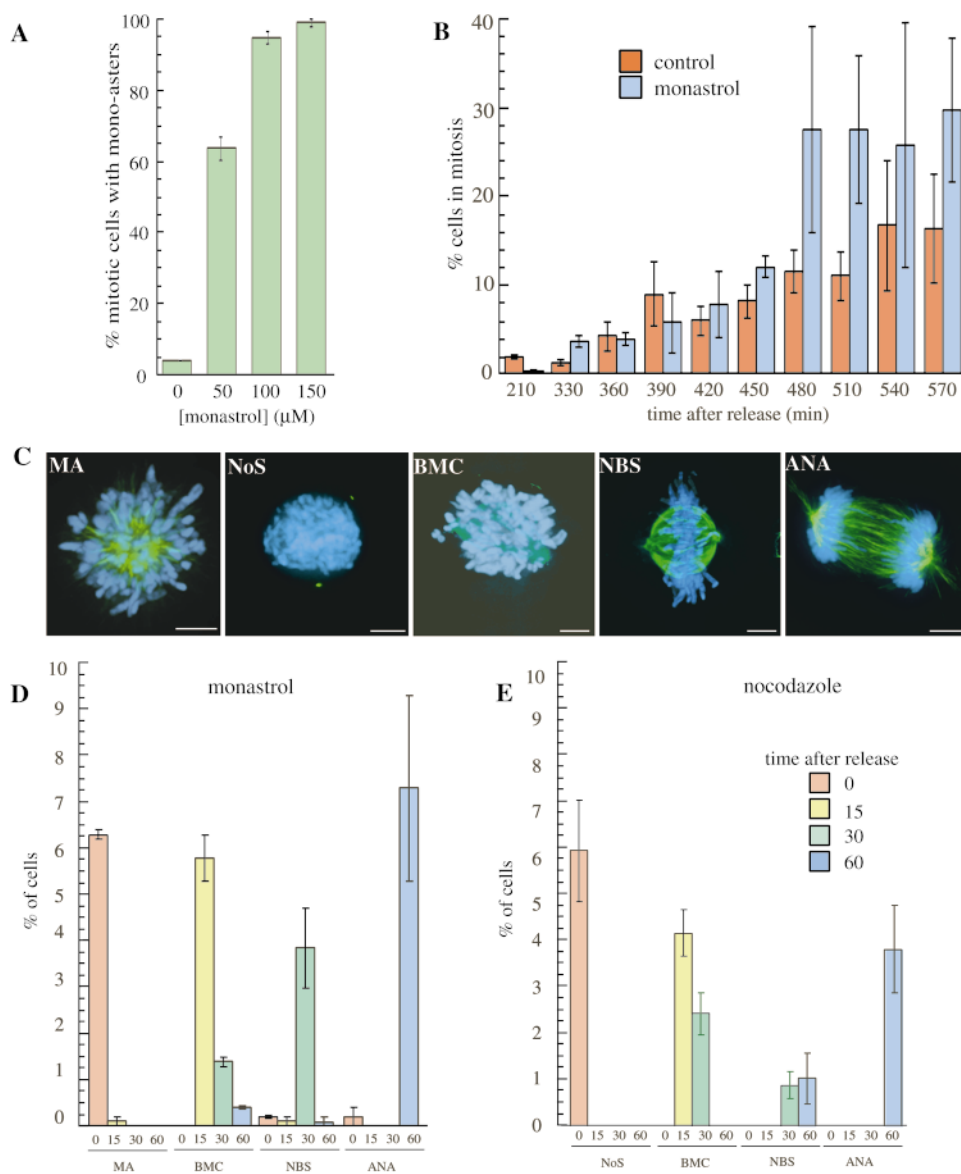 A
% mitotic cells with mono-asters
100
80
60
40
20
0
0 50 100 150
[monastrol] (µM)
B
% cells in mitosis
40
30
20
10
0
control
monastrol
210 330 360 390 420 450 480 510 540 570
time after release (min)
C
MA
NoS
BMC
NBS
ANA
D
monastrol
% of cells
10
9
8
7
6
5
4
3
2
1
0
0 15 30 60 0 15 30 60 0 15 30 60 0 15 30 60
MA BMC NBS ANA
E
nocodazole
% of cells
10
9
8
7
6
5
4
3
2
1
0
time after release
0
15
30
60
0 15 30 60 0 15 30 60 0 15 30 60 0 15 30 60
NoS BMC NBS ANA